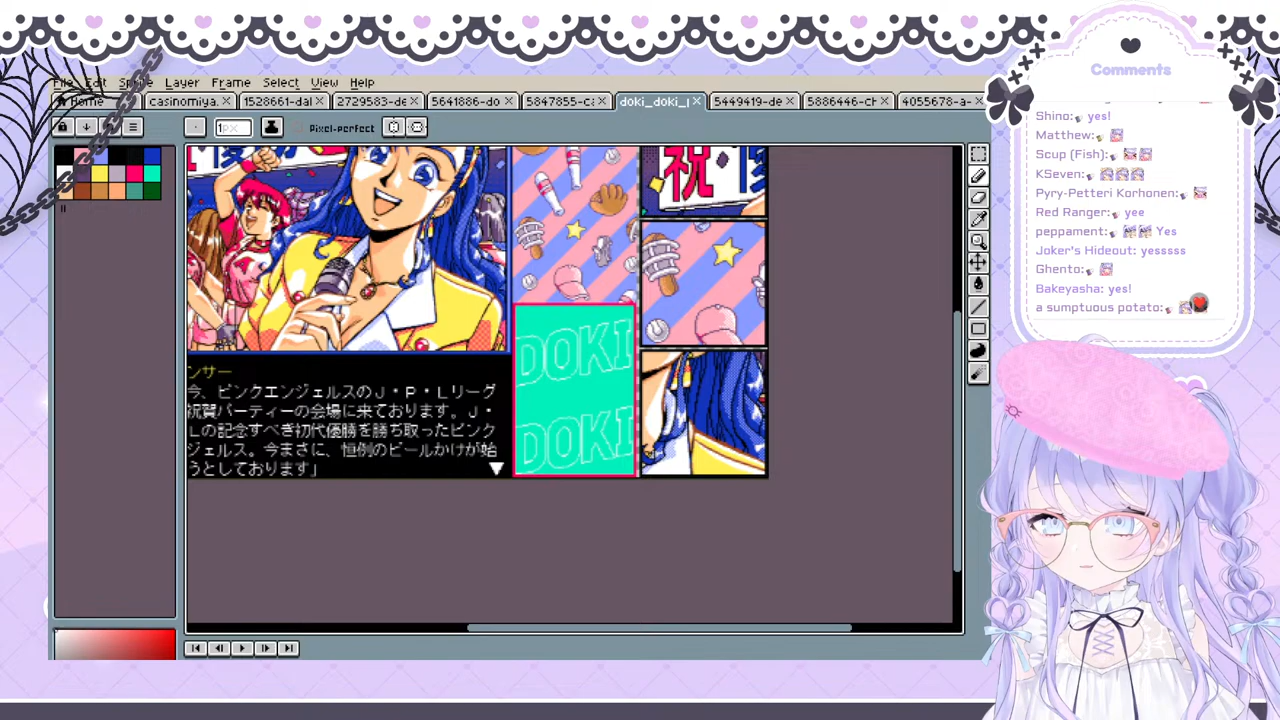 File Edit Sprite Layer Frame Select View Help
Home
casinomiya.
1528661-dal
2729583-de
5641886-do
5847855-ca
doki_doki_p
5449419-de
5886446-ch
4055678-a-
Pixel-perfect
祝・優
ンサー
今、ピンクエンジェルスのJ・P・Lリーグ
祝賀パーティーの会場に来ております。J・
Lの記念すべき初代優勝を勝ち取ったピンク
ジェルス。今まさに、恒例のビールかけが始
うとしております」
DOKI
DOKI
Comments
Shino: yes!
Matthew:
Scup (Fish):
KSeven:
Pyry-Petteri Korhonen:
Red Ranger: yee
peppament: Yes
Joker's Hideout: yesssss
Ghento:
Bakeyasha: yes!
a sumptuous potato: